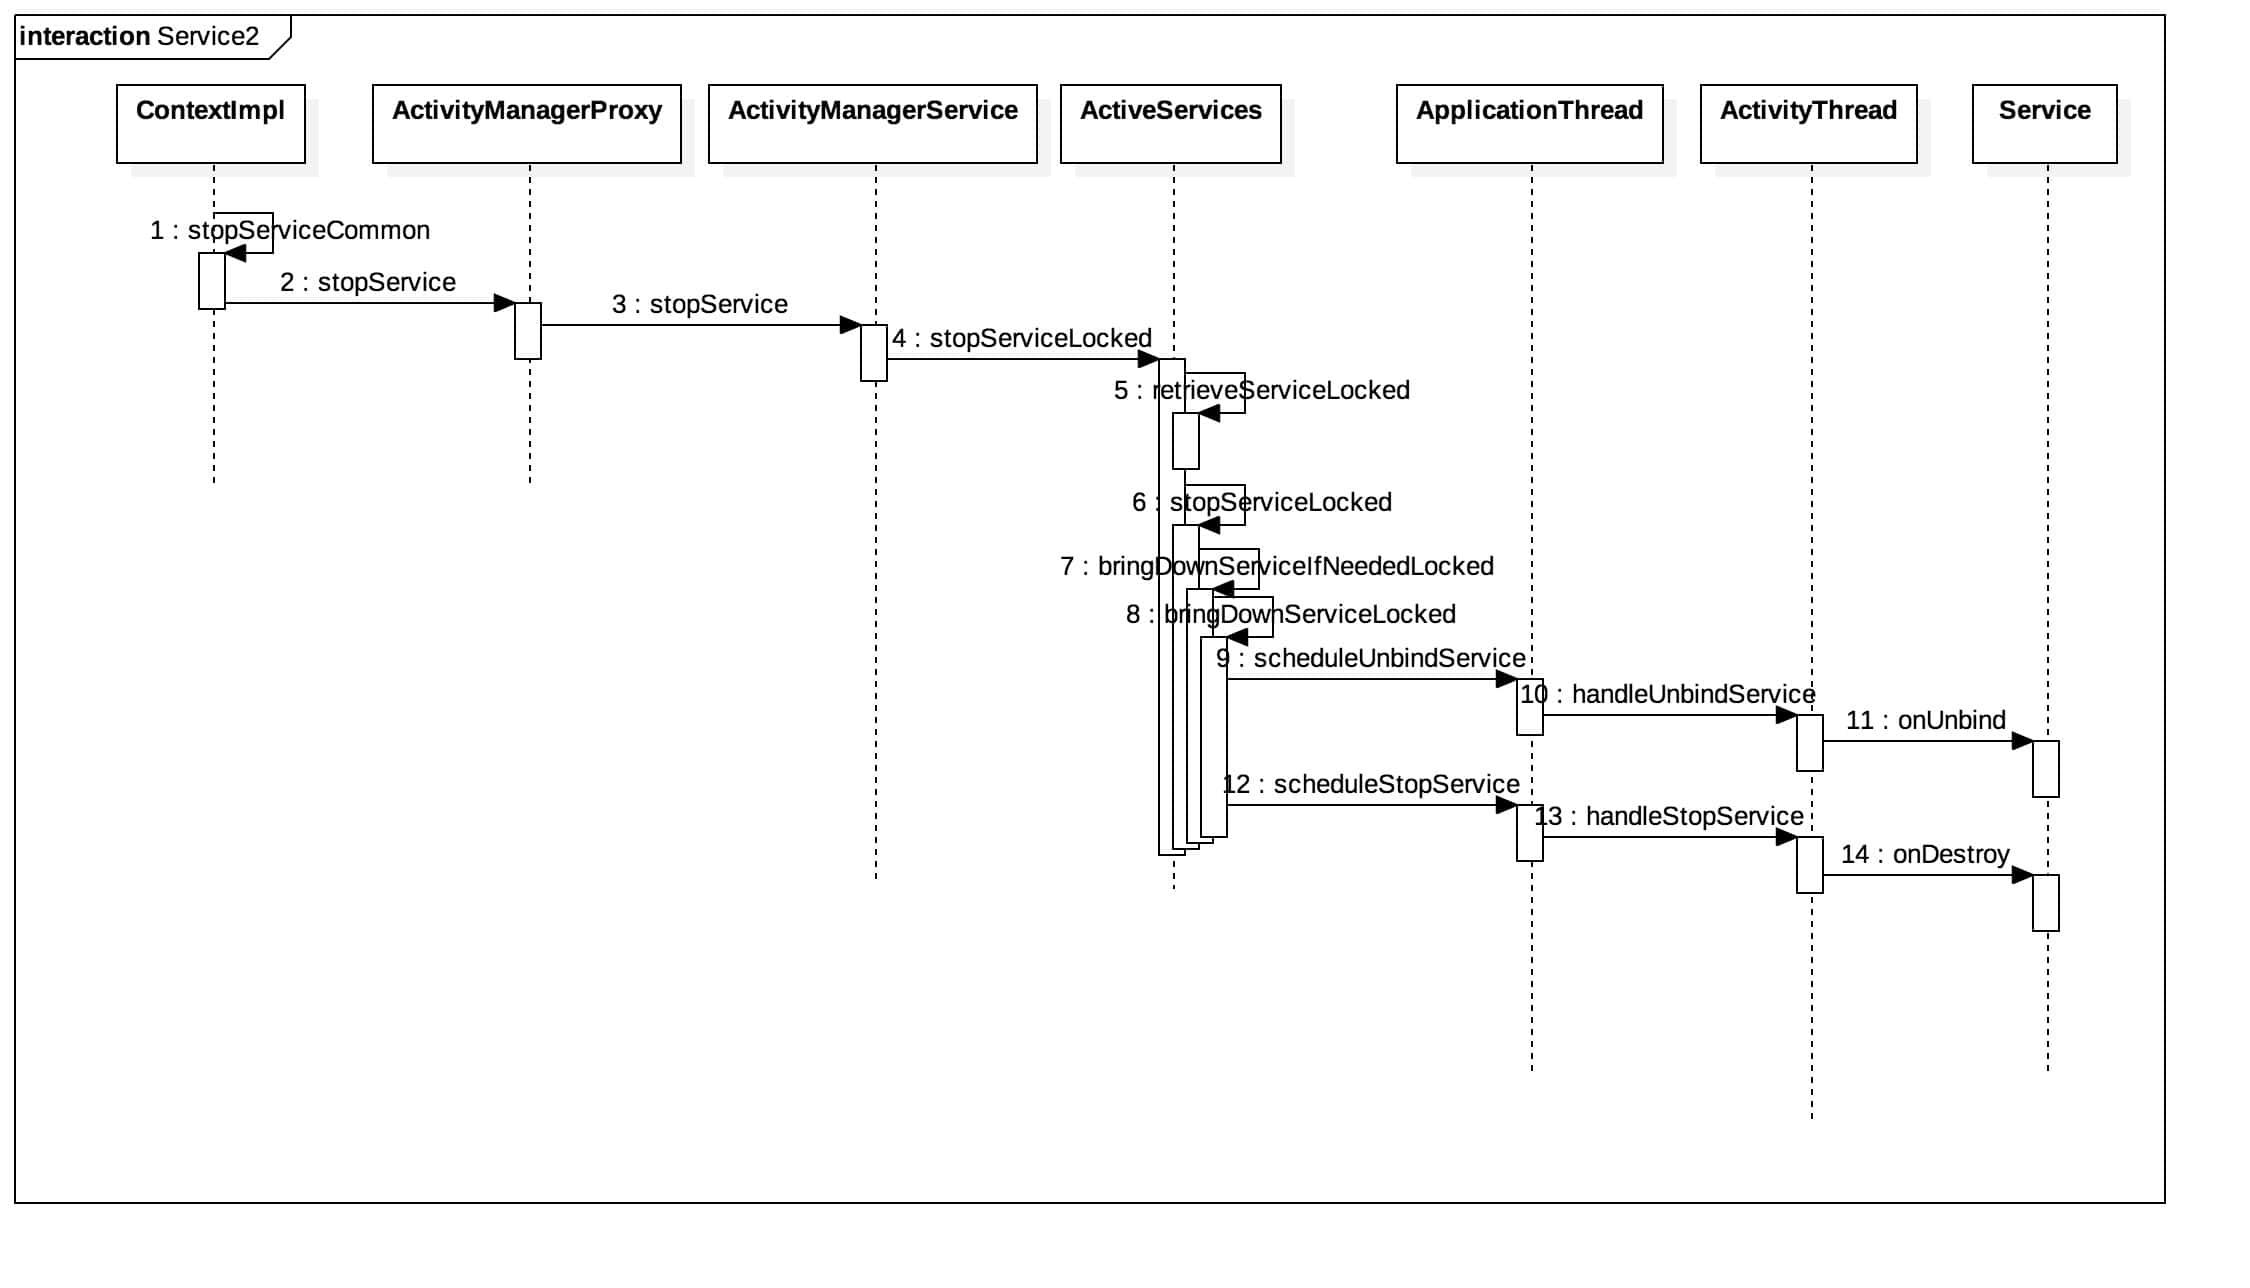 interaction Service2
ContextImpl
ActivityManagerProxy
ActivityManagerService
ActiveServices
ApplicationThread
ActivityThread
Service
1 : stopServiceCommon
2 : stopService
3 : stopService
4 : stopServiceLocked
5 : retrieveServiceLocked
6 : stopServiceLocked
7 : bringDownServiceIfNeededLocked
8 : bringDownServiceLocked
9 : scheduleUnbindService
10 : handleUnbindService
11 : onUnbind
12 : scheduleStopService
13 : handleStopService
14 : onDestroy